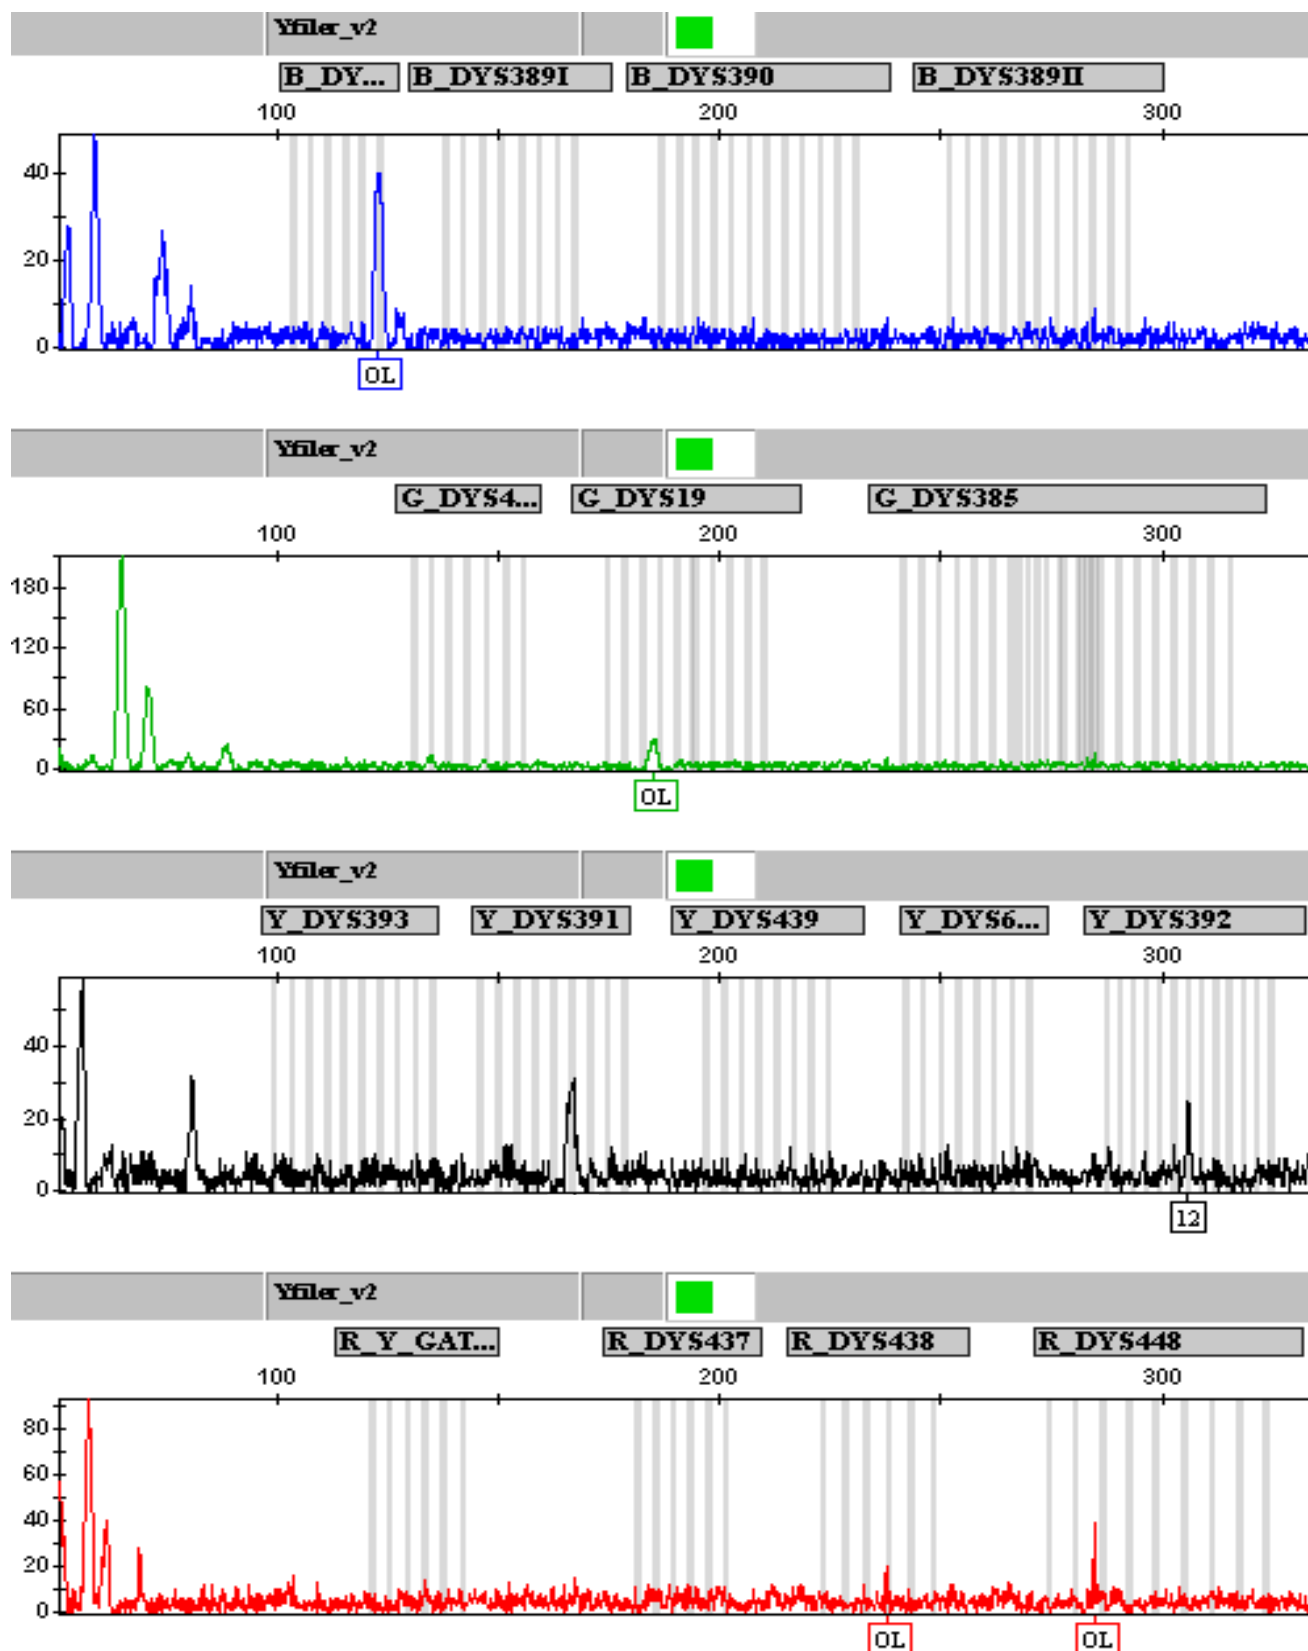 Yfiler_v2
B_DY... B_DYS389I B_DYS390 B_DYS389II
100 200 300
40
20
0
OL
Yfiler_v2
G_DYS4... G_DYS19 G_DYS385
100 200 300
180
120
60
0
OL
Yfiler_v2
Y_DYS393 Y_DYS391 Y_DYS439 Y_DYS6... Y_DYS392
100 200 300
40
20
0
12
Yfiler_v2
R_Y_GAT... R_DYS437 R_DYS438 R_DYS448
100 200 300
80
60
40
20
0
OL OL